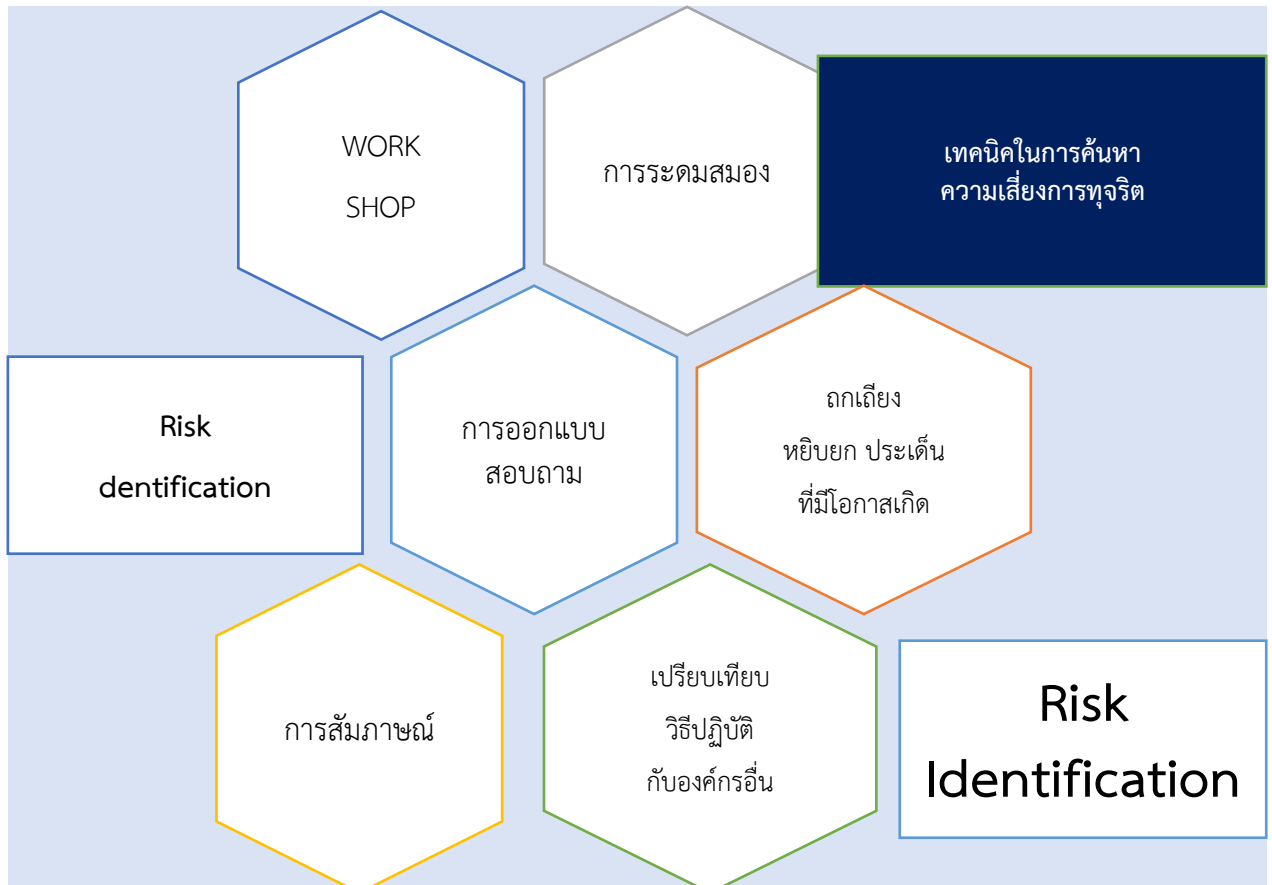 WORK
SHOP
การระดมสมอง
เทคนิคในการค้นหา
ความเสี่ยงการทุจริต
Risk
dentification
การออกแบบ
สอบถาม
ถกเถียง
หยิบยก ประเด็น
ที่มีโอกาสเกิด
การสัมภาษณ์
เปรียบเทียบ
วิธีปฏิบัติ
กับองค์กรอื่น
Risk
Identification